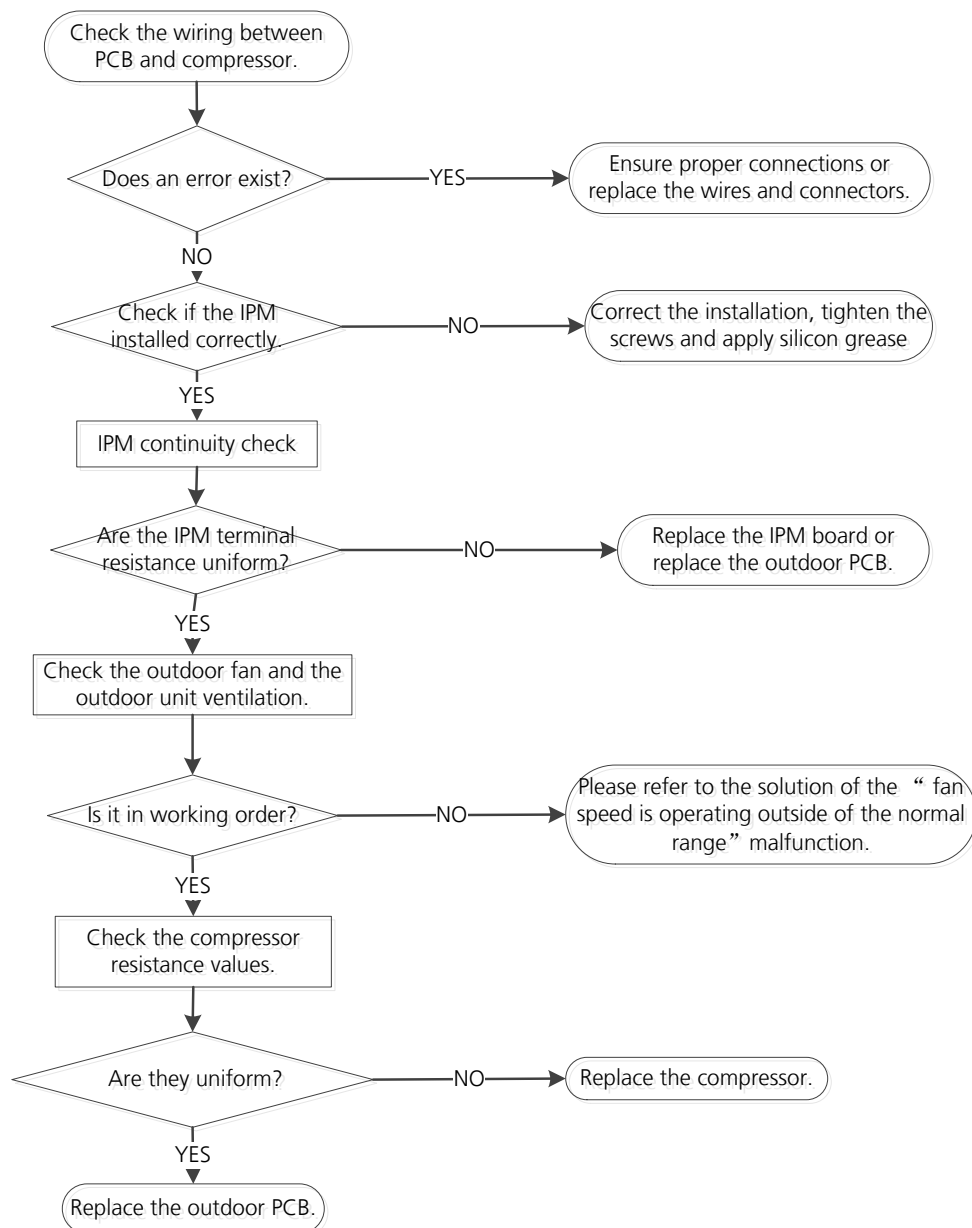 Check the wiring between
PCB and compressor.
Does an error exist?
YES
Ensure proper connections or
replace the wires and connectors.
NO
Check if the IPM
installed correctly.
NO
Correct the installation, tighten the
screws and apply silicon grease
YES
IPM continuity check
Are the IPM terminal
resistance uniform?
NO
Replace the IPM board or
replace the outdoor PCB.
YES
Check the outdoor fan and the
outdoor unit ventilation.
Is it in working order?
NO
Please refer to the solution of the “ fan
speed is operating outside of the normal
range” malfunction.
YES
Check the compressor
resistance values.
Are they uniform?
NO
Replace the compressor.
YES
Replace the outdoor PCB.